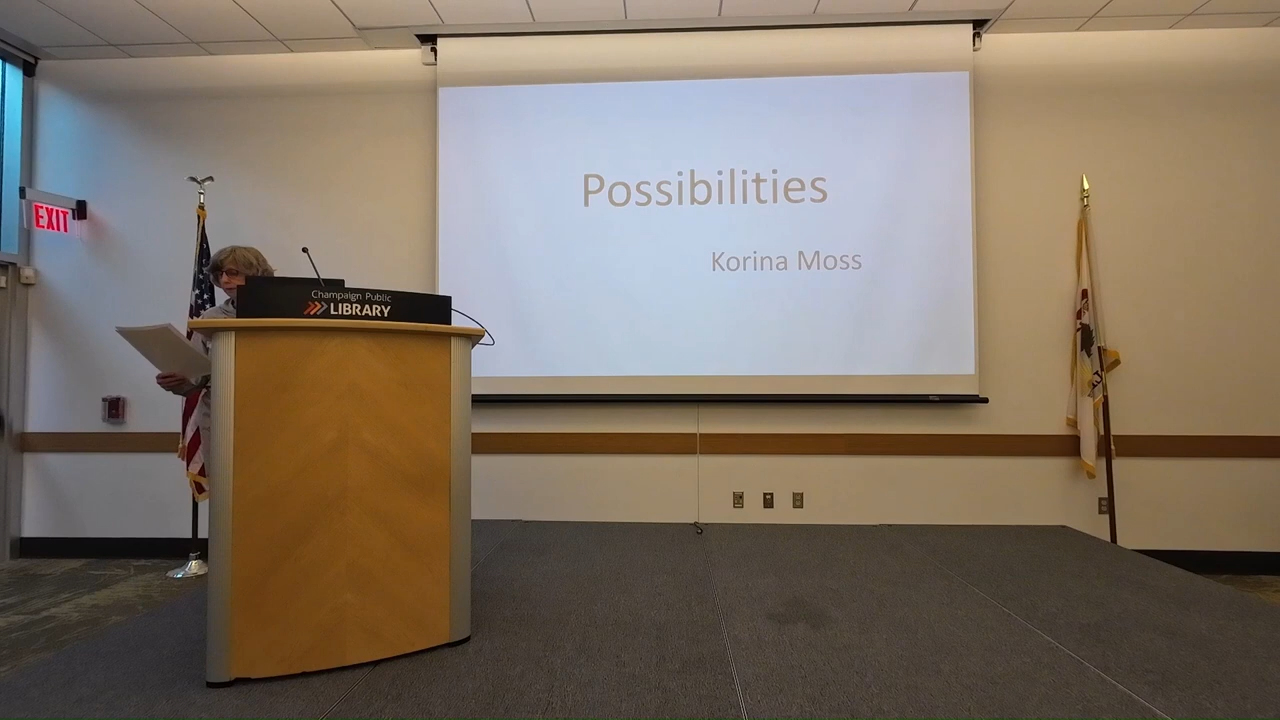 Possibilities
Korina Moss
EXIT
Champaign Public
LIBRARY